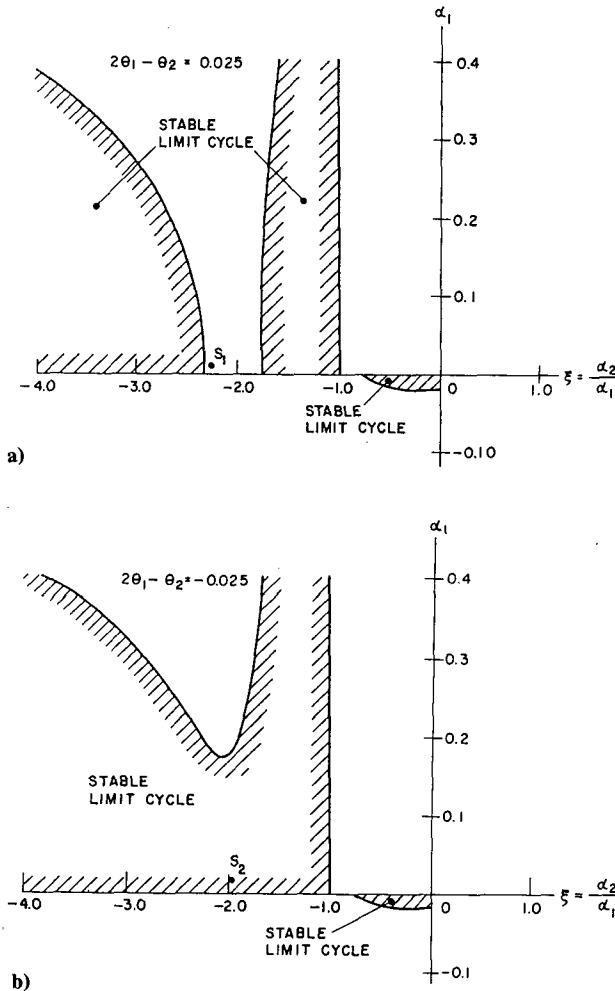 α₁
2θ₁ – θ₂ = 0.025
0.4
STABLE
LIMIT CYCLE
0.3
0.2
0.1
S₁
-4.0 -3.0 -2.0 -1.0 0 1.0 ξ = α₂/α₁
STABLE
LIMIT CYCLE
-0.10
a)
α₁
2θ₁ – θ₂ = -0.025
0.4
0.3
0.2
STABLE
LIMIT CYCLE
0.1
S₂
-4.0 -3.0 -2.0 -1.0 0 1.0 ξ = α₂/α₁
STABLE
LIMIT CYCLE
-0.1
b)